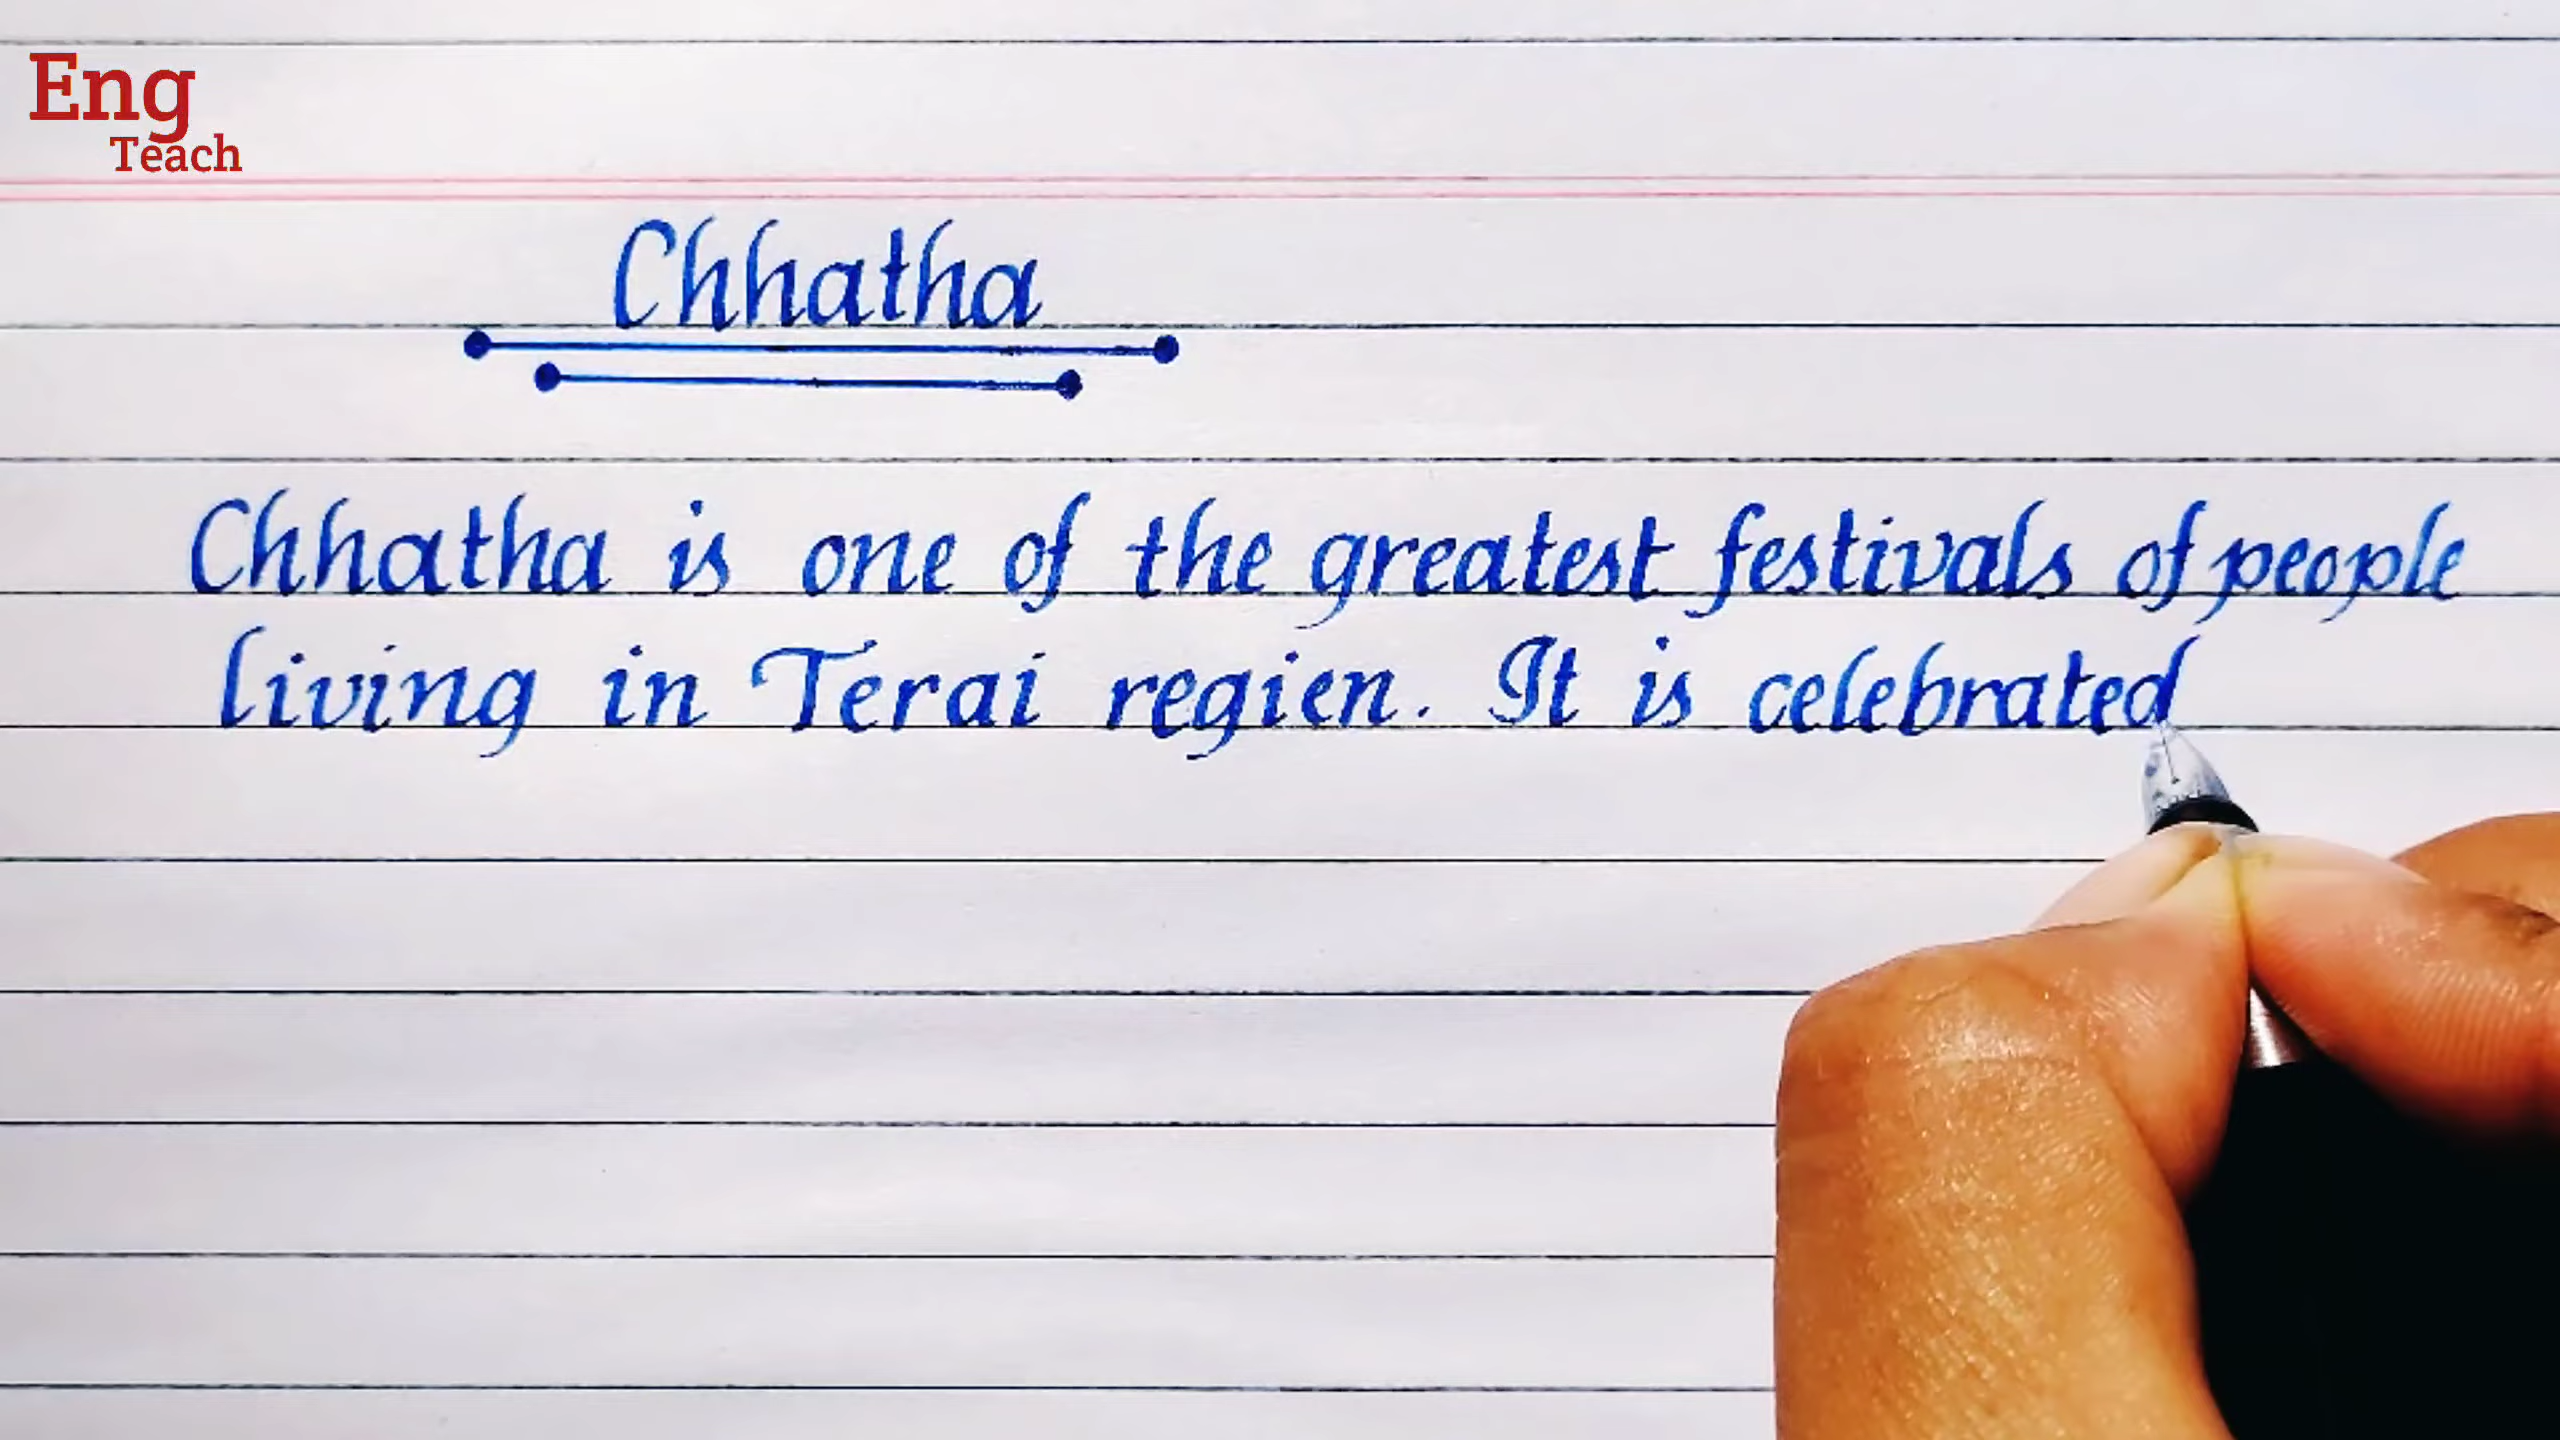 Eng
Teach
Chhatha
Chhatha is one of the greatest festivals of people
living in Terai regien. It is celebrated